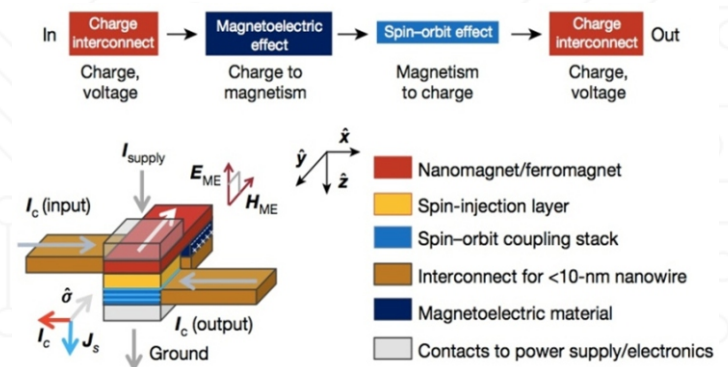 In
Charge
interconnect
Magnetoelectric
effect
Spin–orbit effect
Charge
interconnect
Out
Charge,
voltage
Charge to
magnetism
Magnetism
to charge
Charge,
voltage
I supply
E ME
H ME
x̂
ŷ
ẑ
I c (input)
σ̂
I c
J s
I c (output)
Ground
Nanomagnet/ferromagnet
Spin-injection layer
Spin–orbit coupling stack
Interconnect for <10-nm nanowire
Magnetoelectric material
Contacts to power supply/electronics